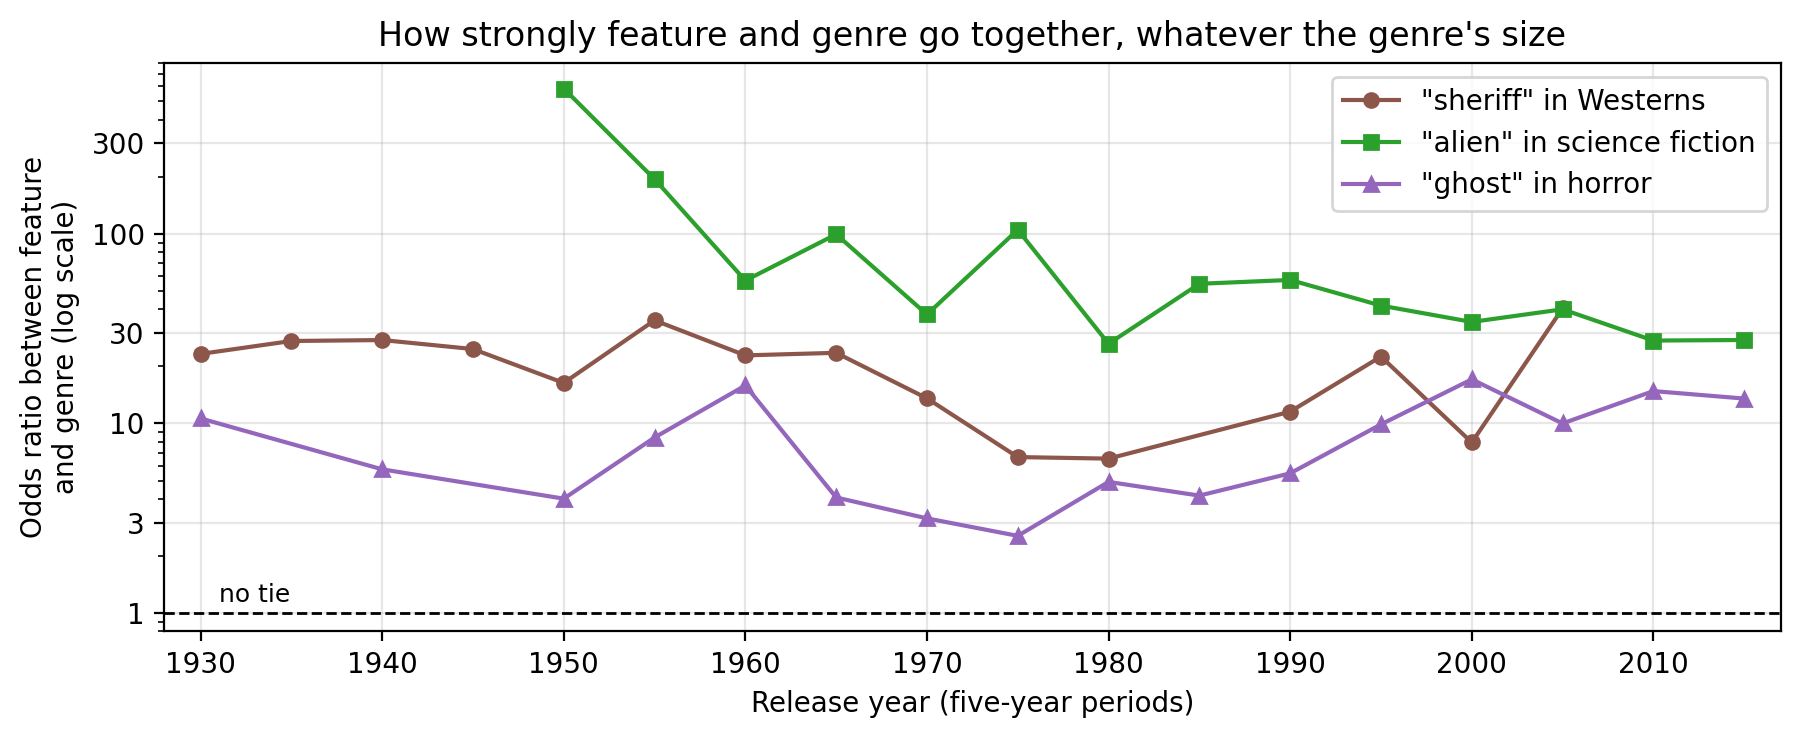 How strongly feature and genre go together, whatever the genre's size
Odds ratio between feature
and genre (log scale)
300
100
30
10
3
1
"sheriff" in Westerns
"alien" in science fiction
"ghost" in horror
no tie
1930 1940 1950 1960 1970 1980 1990 2000 2010
Release year (five-year periods)